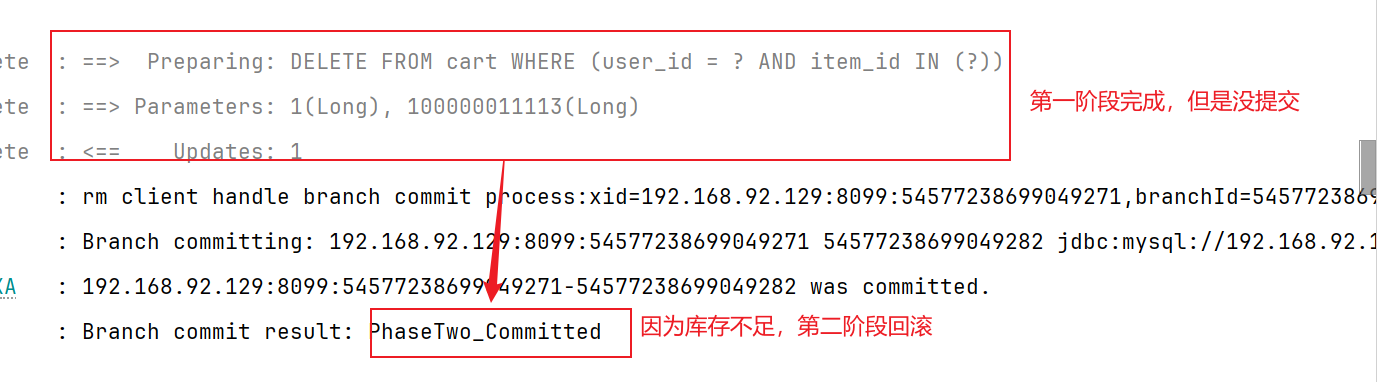 ete : ==>  Preparing: DELETE FROM cart WHERE (user_id = ? AND item_id IN (?))
ete : ==> Parameters: 1(Long), 100000011113(Long)
第一阶段完成，但是没提交
ete : <==    Updates: 1
: rm client handle branch commit process:xid=192.168.92.129:8099:54577238699049271,branchId=5457723869
: Branch committing: 192.168.92.129:8099:54577238699049271 54577238699049282 jdbc:mysql://192.168.92.1
XA : 192.168.92.129:8099:54577238699049271-54577238699049282 was committed.
: Branch commit result: PhaseTwo_Committed
因为库存不足，第二阶段回滚